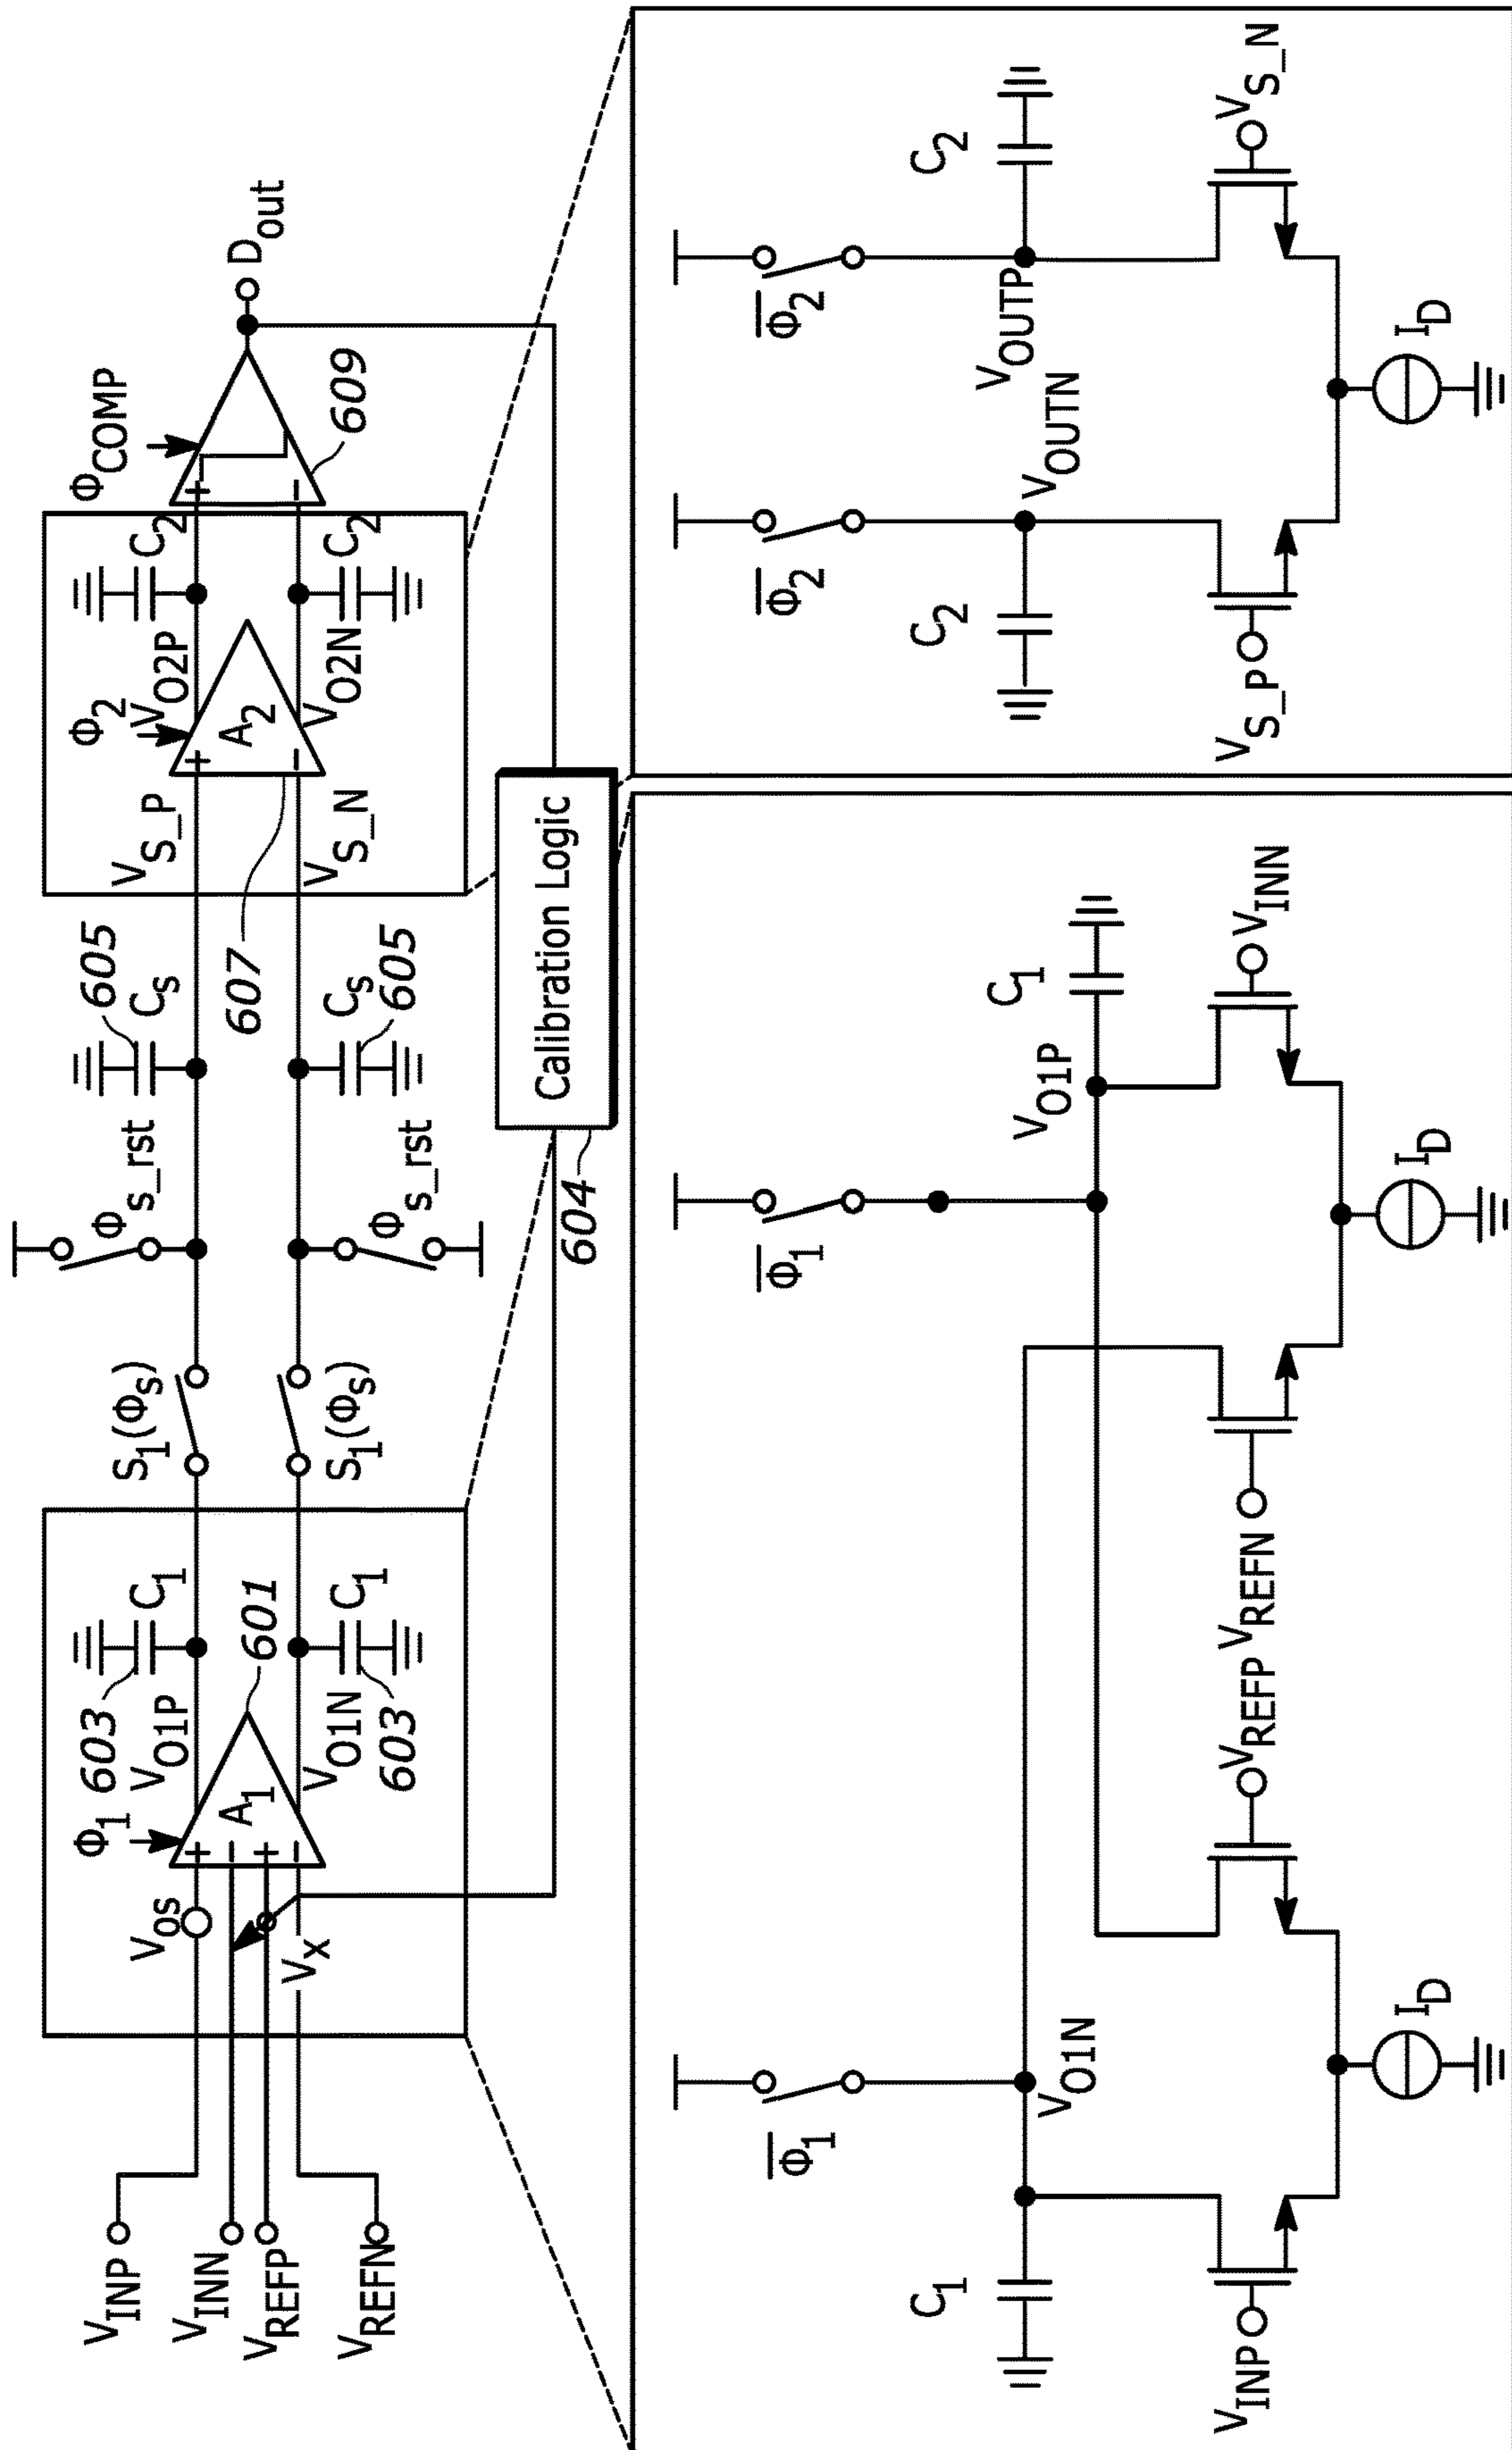 V_INP
V_INN
V_REFP
V_REFN
V_OS
V_X
Φ_1
A_1
+
−
+
−
V_O1P
V_O1N
603
603
C_1
C_1
601
S_1(Φ_s)
S_1(Φ_s)
Φ_s_rst
Φ_s_rst
C_s
605
C_s
605
V_S_P
V_S_N
607
Φ_2
A_2
+
−
V_O2P
V_O2N
C_2
C_2
Φ_COMP
+
−
609
D_out
604
Calibration Logic
Φ̅_1
Φ̅_1
C_1
V_O1N
V_O1P
C_1
V_INP
V_REFP
V_REFN
V_INN
I_D
I_D
Φ̅_2
Φ̅_2
C_2
V_OUTN
V_OUTP
C_2
V_S_P
V_S_N
I_D